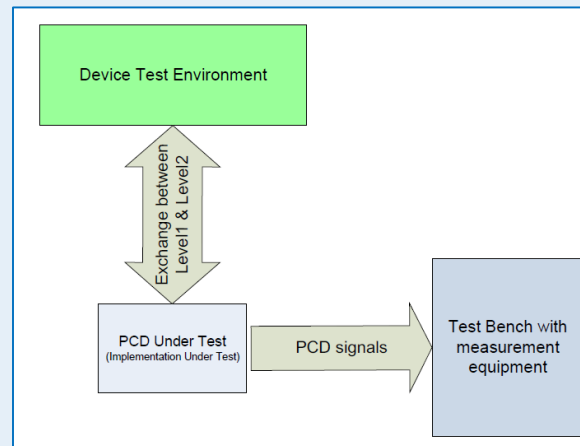 Device Test Environment
Exchange between
Level1 & Level2
PCD Under Test
(Implementation Under Test)
PCD signals
Test Bench with
measurement
equipment